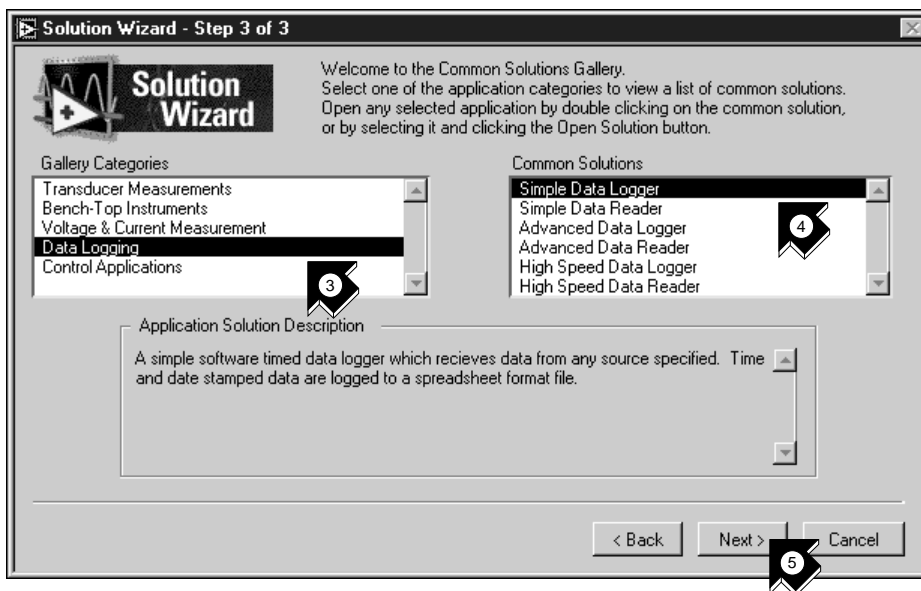 Solution Wizard - Step 3 of 3
Solution
Wizard
Welcome to the Common Solutions Gallery.
Select one of the application categories to view a list of common solutions.
Open any selected application by double clicking on the common solution,
or by selecting it and clicking the Open Solution button.
Gallery Categories
Transducer Measurements
Bench-Top Instruments
Voltage & Current Measurement
Data Logging
Control Applications
3
Common Solutions
Simple Data Logger
Simple Data Reader
Advanced Data Logger
Advanced Data Reader
High Speed Data Logger
High Speed Data Reader
4
Application Solution Description
A simple software timed data logger which recieves data from any source specified. Time
and date stamped data are logged to a spreadsheet format file.
< Back
Next >
Cancel
5